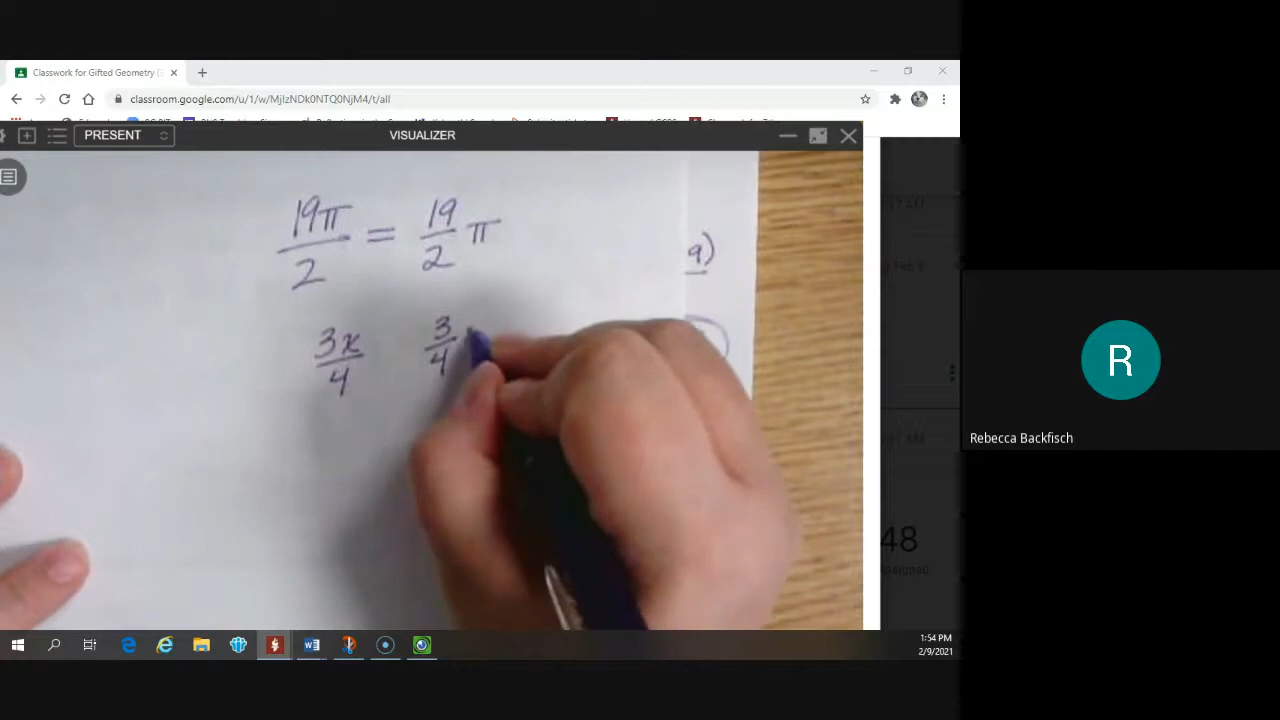 Classwork for Gifted Geometry (
classroom.google.com/u/1/w/MjIzNDk0NTQ0NjM4/t/all
PRESENT
VISUALIZER
19π/2 = 19/2 π
a)
3x/4 3/4
48
Assigned
Rebecca Backfisch
R
1:54 PM
2/9/2021